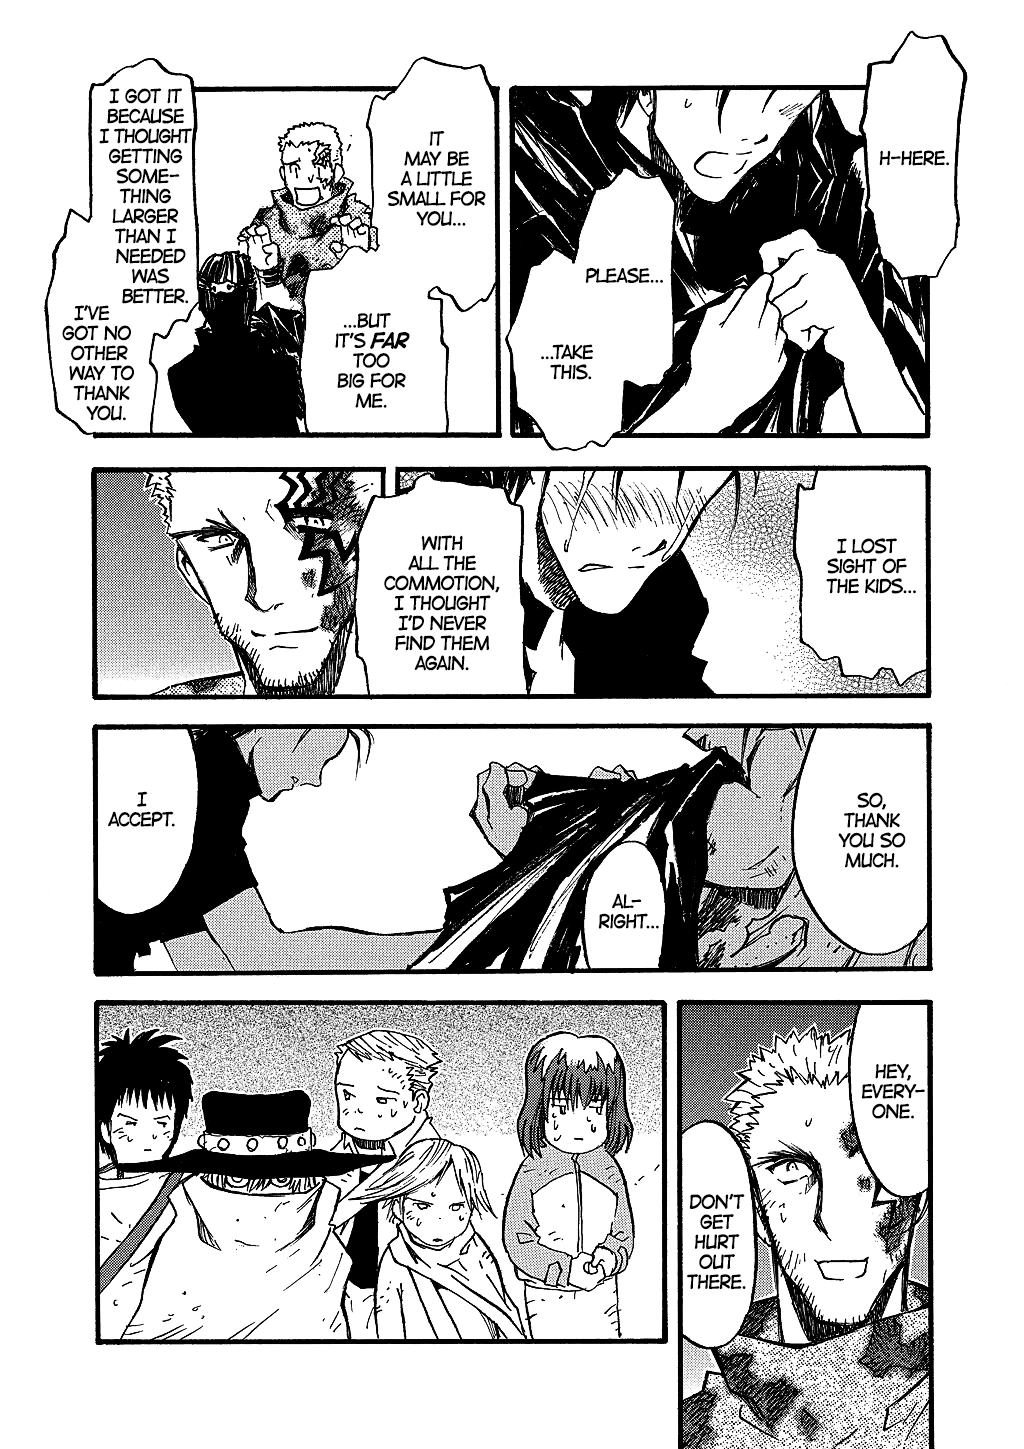 H-HERE.
PLEASE...
...TAKE
THIS.
IT
MAY BE
A LITTLE
SMALL FOR
YOU...
...BUT
IT'S FAR
TOO
BIG FOR
ME.
I GOT IT
BECAUSE
I THOUGHT
GETTING
SOME-
THING
LARGER
THAN I
NEEDED
WAS
BETTER.
I'VE
GOT NO
OTHER
WAY TO
THANK
YOU.
I LOST
SIGHT OF
THE KIDS...
WITH
ALL THE
COMMOTION,
I THOUGHT
I'D NEVER
FIND THEM
AGAIN.
SO,
THANK
YOU SO
MUCH.
AL-
RIGHT...
I
ACCEPT.
HEY,
EVERY-
ONE.
DON'T
GET
HURT
OUT
THERE.